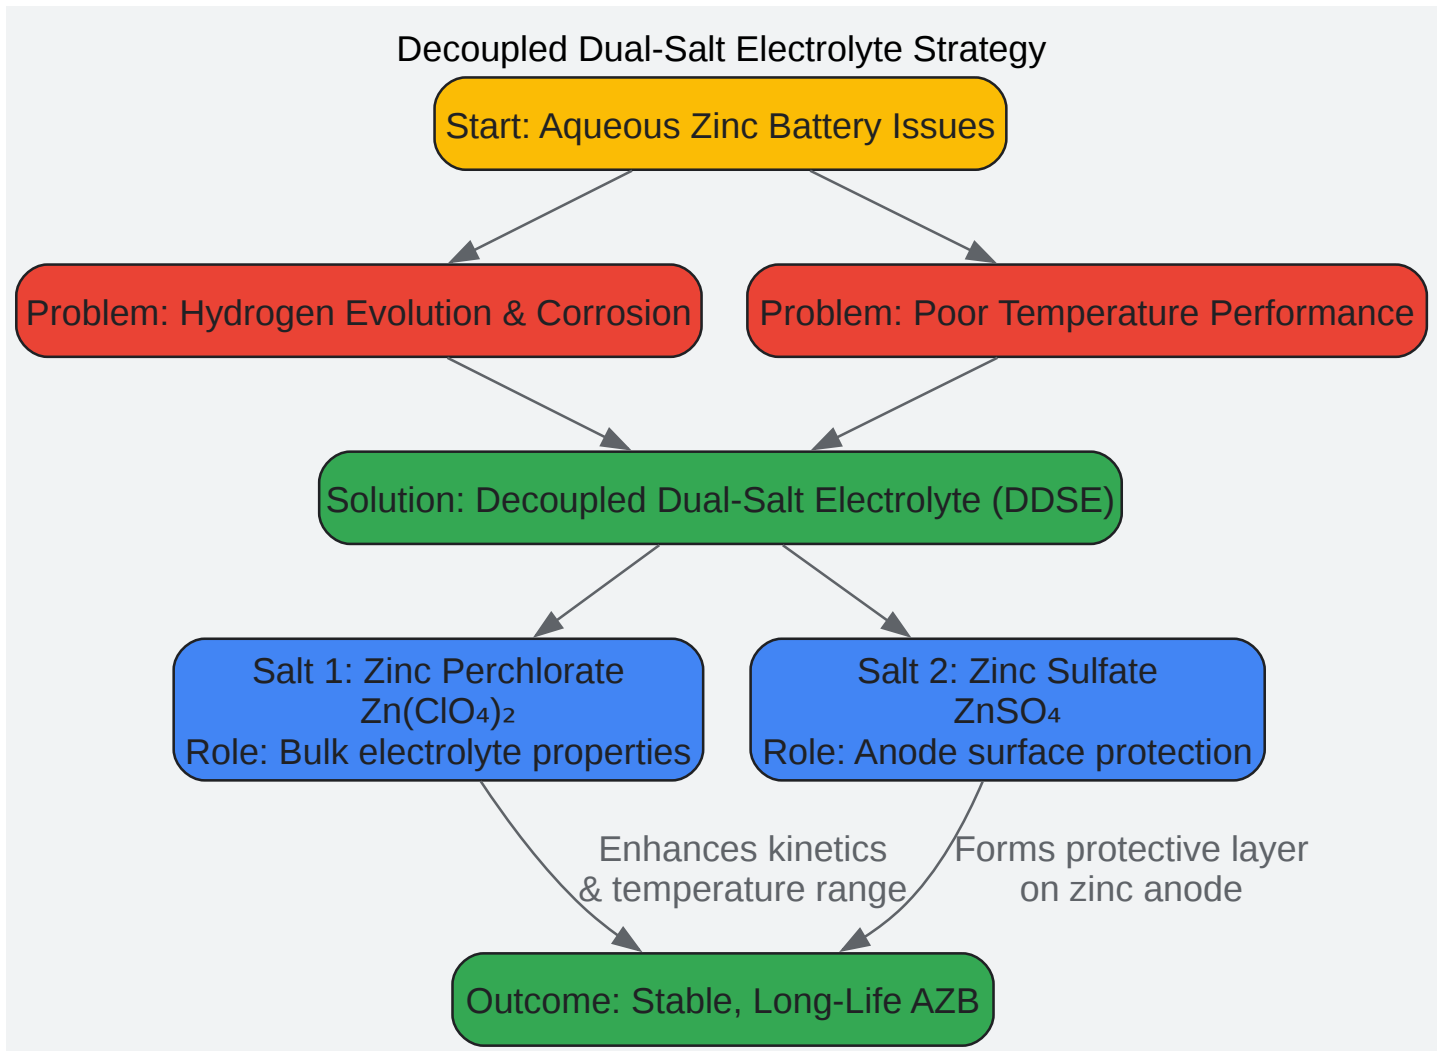 Decoupled Dual-Salt Electrolyte Strategy
Start: Aqueous Zinc Battery Issues
Problem: Hydrogen Evolution & Corrosion
Problem: Poor Temperature Performance
Solution: Decoupled Dual-Salt Electrolyte (DDSE)
Salt 1: Zinc Perchlorate
Zn(ClO₄)₂
Role: Bulk electrolyte properties
Salt 2: Zinc Sulfate
ZnSO₄
Role: Anode surface protection
Enhances kinetics
& temperature range
Forms protective layer
on zinc anode
Outcome: Stable, Long-Life AZB